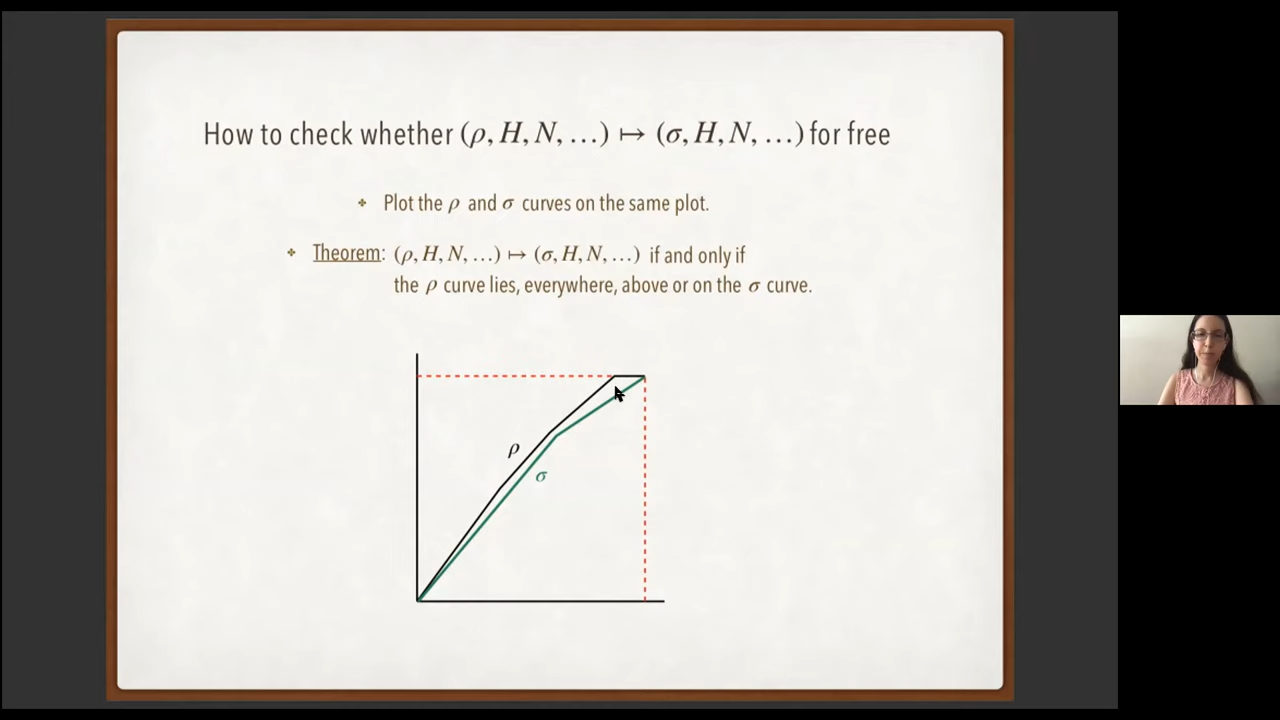 How to check whether (ρ, H, N, …) ↦ (σ, H, N, …) for free
Plot the ρ and σ curves on the same plot.
Theorem: (ρ, H, N, …) ↦ (σ, H, N, …) if and only if
the ρ curve lies, everywhere, above or on the σ curve.
ρ
σ